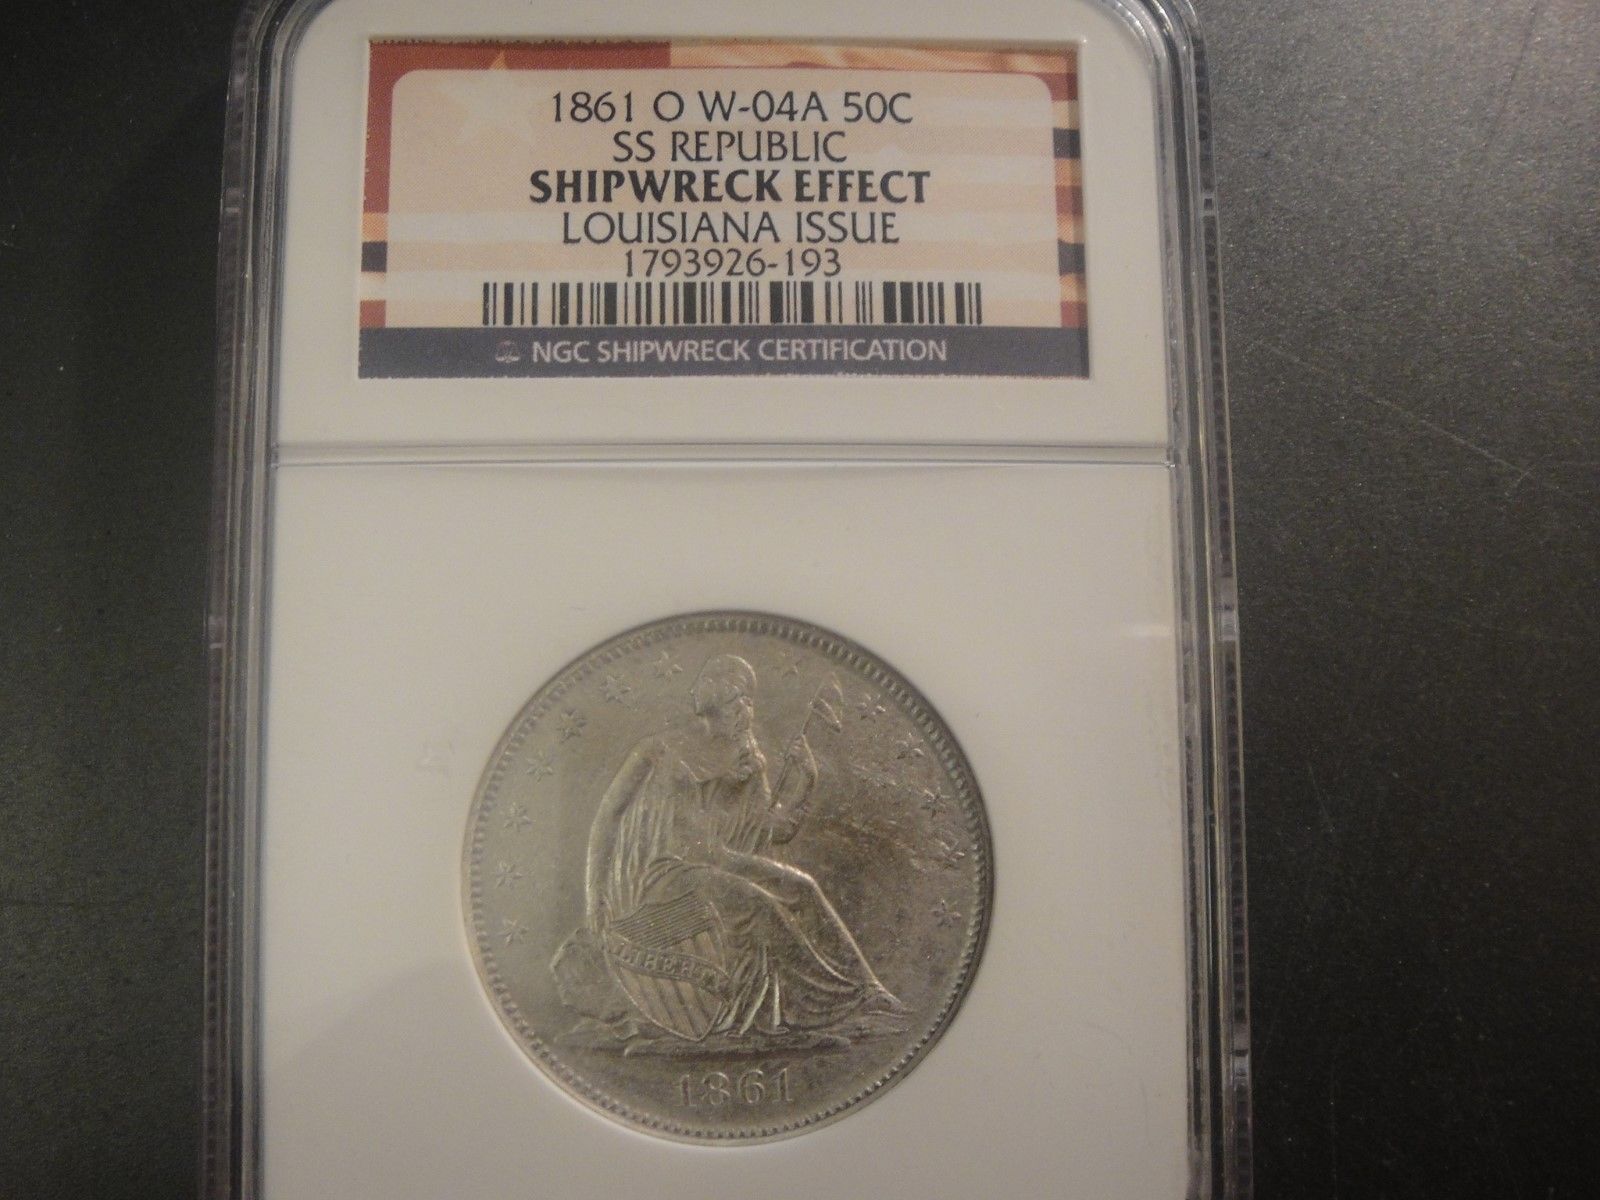 1861 O W-04A 50C
SS REPUBLIC
SHIPWRECK EFFECT
LOUISIANA ISSUE
1793926-193
NGC SHIPWRECK CERTIFICATION
LIBERTY
1861